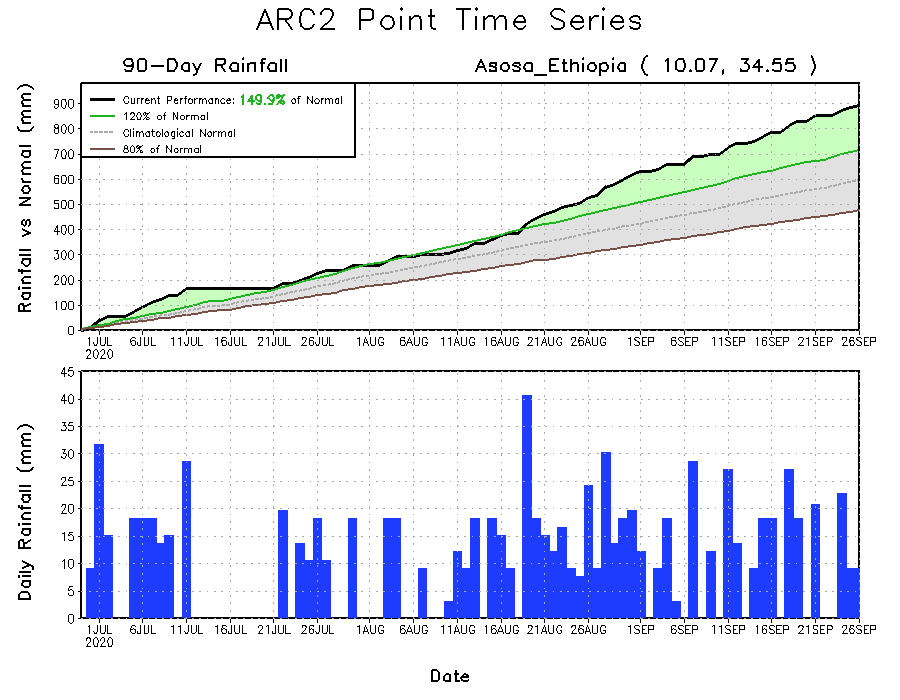 ARC2 Point Time Series
90-Day Rainfall
Asosa_Ethiopia ( 10.07, 34.55 )
Rainfall vs Normal (mm)
Current Performance: 149.9% of Normal
120% of Normal
Climatological Normal
80% of Normal
900
800
700
600
500
400
300
200
100
0
1JUL 6JUL 11JUL 16JUL 21JUL 26JUL 1AUG 6AUG 11AUG 16AUG 21AUG 26AUG 1SEP 6SEP 11SEP 16SEP 21SEP 26SEP
2020
Daily Rainfall (mm)
45
40
35
30
25
20
15
10
5
0
1JUL 6JUL 11JUL 16JUL 21JUL 26JUL 1AUG 6AUG 11AUG 16AUG 21AUG 26AUG 1SEP 6SEP 11SEP 16SEP 21SEP 26SEP
2020
Date